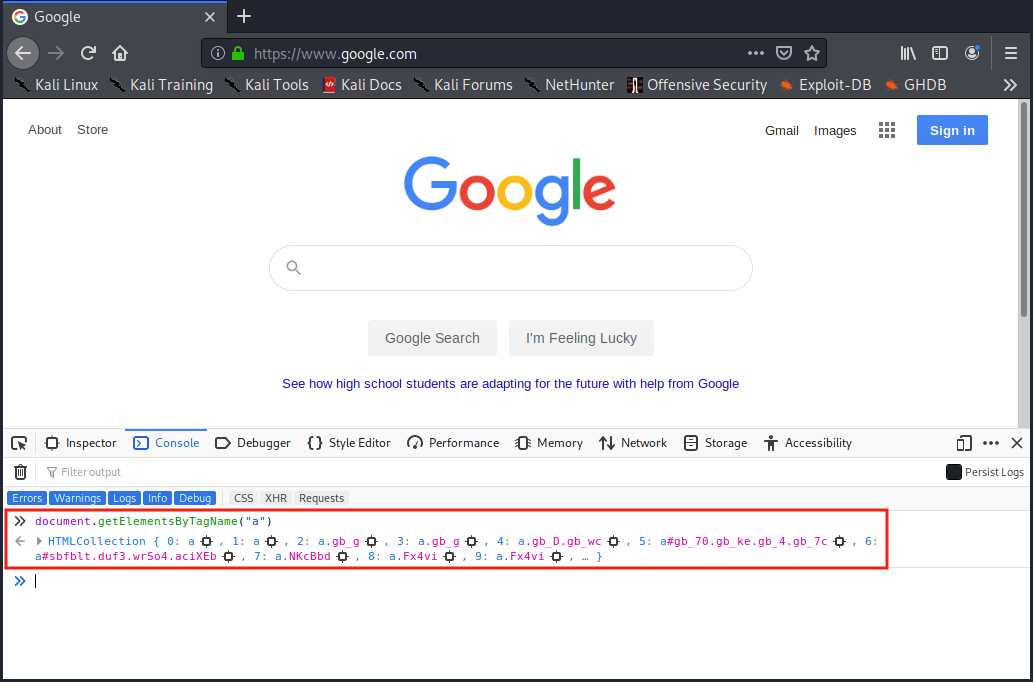 Google
https://www.google.com
Kali Linux Kali Training Kali Tools Kali Docs Kali Forums NetHunter Offensive Security Exploit-DB GHDB
About Store Gmail Images Sign in
Google
Google Search I'm Feeling Lucky
See how high school students are adapting for the future with help from Google
Inspector Console Debugger Style Editor Performance Memory Network Storage Accessibility
Filter output Persist Logs
Errors Warnings Logs Info Debug CSS XHR Requests
document.getElementsByTagName("a")
HTMLCollection { 0: a , 1: a , 2: a.gb_g , 3: a.gb_g , 4: a.gb_D.gb_wc , 5: a#gb_70.gb_ke.gb_4.gb_7c , 6:
a#sbfblt.duf3.wrSo4.aciXEb , 7: a.NKcBbd , 8: a.Fx4vi , 9: a.Fx4vi , … }